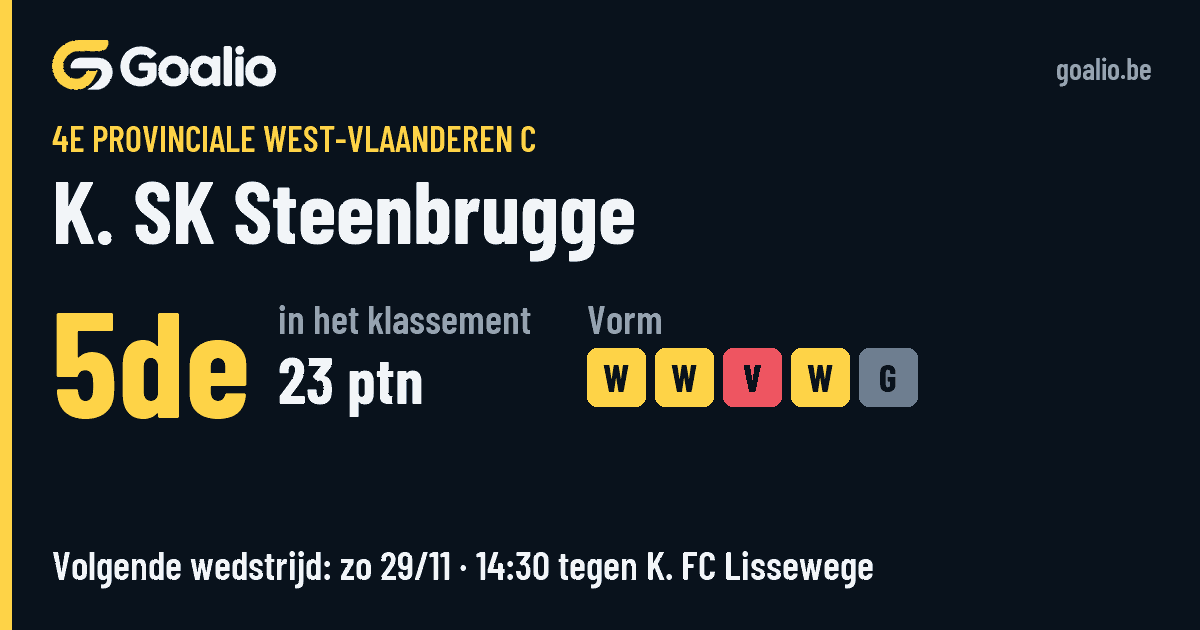 Goalio
goalio.be
4E PROVINCIALE WEST-VLAANDEREN C
K. SK Steenbrugge
5de
in het klassement
23 ptn
Vorm
W W V W G
Volgende wedstrijd: zo 29/11 · 14:30 tegen K. FC Lissewege